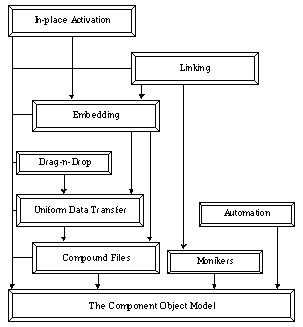 In-place Activation
Linking
Embedding
Drag-n-Drop
Uniform Data Transfer
Automation
Compound Files
Monikers
The Component Object Model